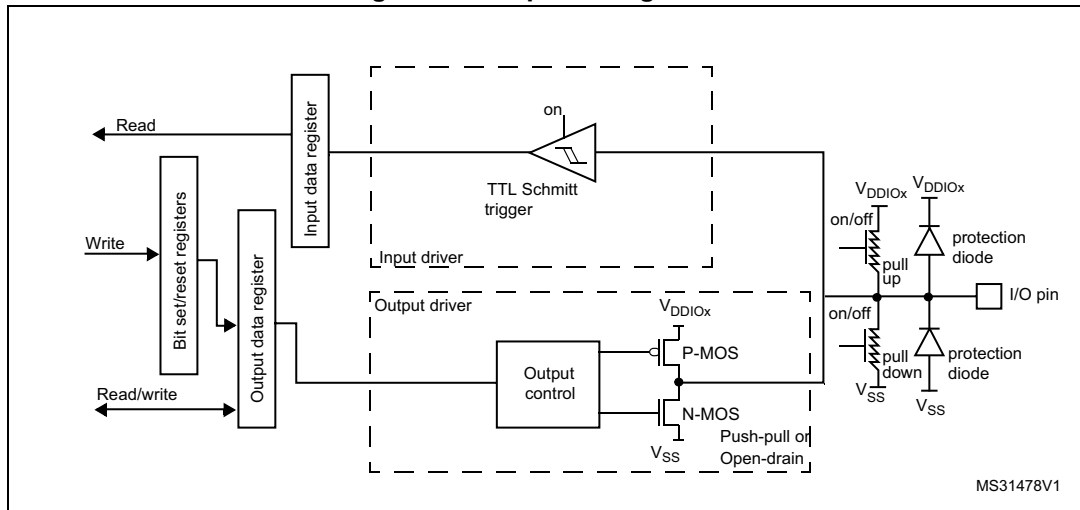 on
Read
Input data register
TTL Schmitt
trigger
Input driver
Write
Bit set/reset registers
Output data register
Read/write
Output driver
VDDIOx
P-MOS
Output
control
N-MOS
VSS
Push-pull or
Open-drain
VDDIOx
VDDIOx
on/off
pull
up
protection
diode
I/O pin
on/off
pull
down
protection
diode
VSS
VSS
MS31478V1